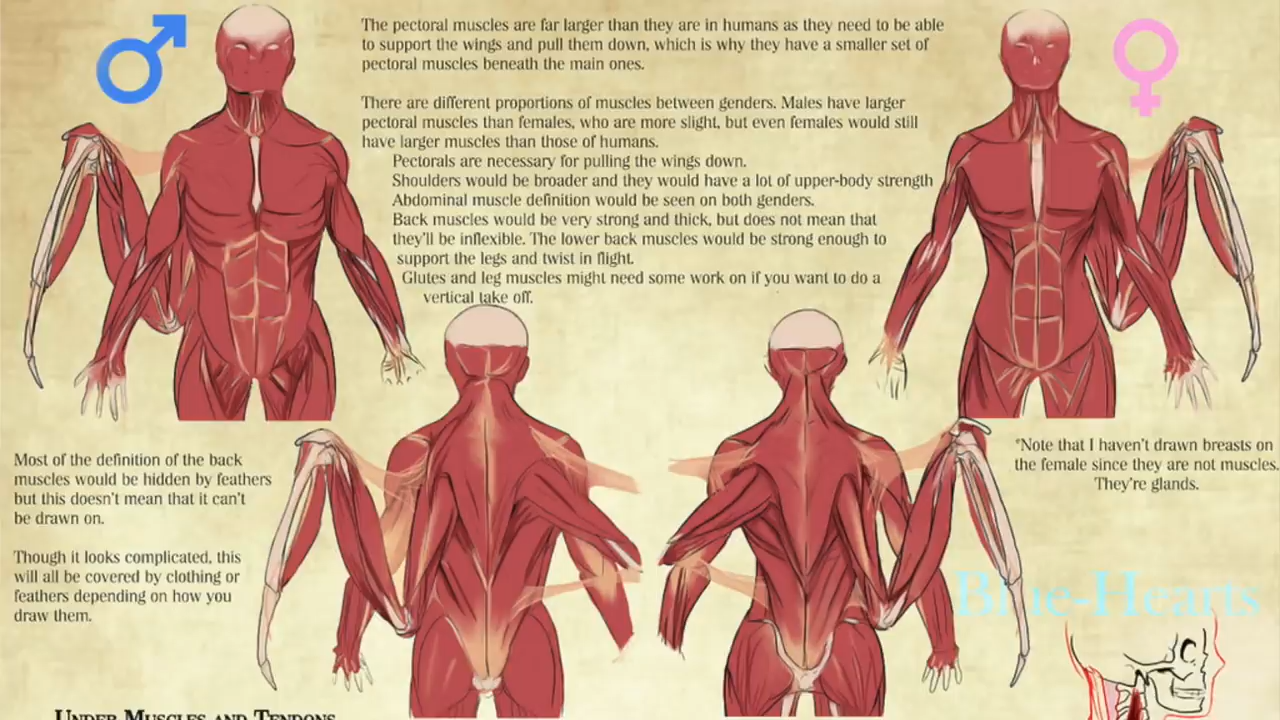 The pectoral muscles are far larger than they are in humans as they need to be able
to support the wings and pull them down, which is why they have a smaller set of
pectoral muscles beneath the main ones.
There are different proportions of muscles between genders. Males have larger
pectoral muscles than females, who are more slight, but even females would still
have larger muscles than those of humans.
Pectorals are necessary for pulling the wings down.
Shoulders would be broader and they would have a lot of upper-body strength
Abdominal muscle definition would be seen on both genders.
Back muscles would be very strong and thick, but does not mean that
they'll be inflexible. The lower back muscles would be strong enough to
support the legs and twist in flight.
Glutes and leg muscles might need some work on if you want to do a
vertical take off.
Most of the definition of the back
muscles would be hidden by feathers
but this doesn't mean that it can't
be drawn on.
Though it looks complicated, this
will all be covered by clothing or
feathers depending on how you
draw them.
*Note that I haven't drawn breasts on
the female since they are not muscles.
They're glands.
Blue-Hearts
UNDER MUSCLES AND TENDONS